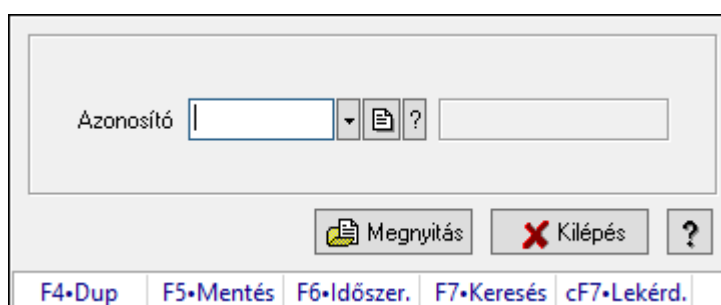 Azonosító ?
Megnyitás Kilépés ?
F4•Dup F5•Mentés F6•Időszer. F7•Keresés cF7•Lekérd.